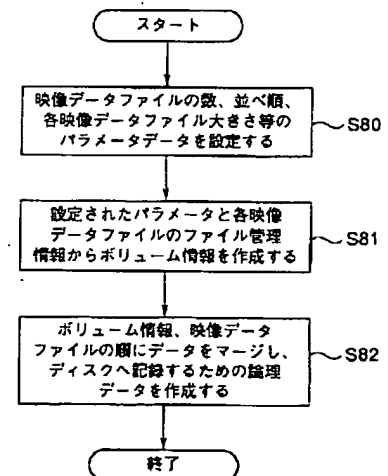 スタート
映像データファイルの数、並べ順、
各映像データファイル大きさ等の
パラメータデータを設定する
S80
設定されたパラメータと各映像
データファイルのファイル管理
情報からボリューム情報を作成する
S81
ボリューム情報、映像データ
ファイルの順にデータをマージし、
ディスクへ記録するための論理
データを作成する
S82
終了